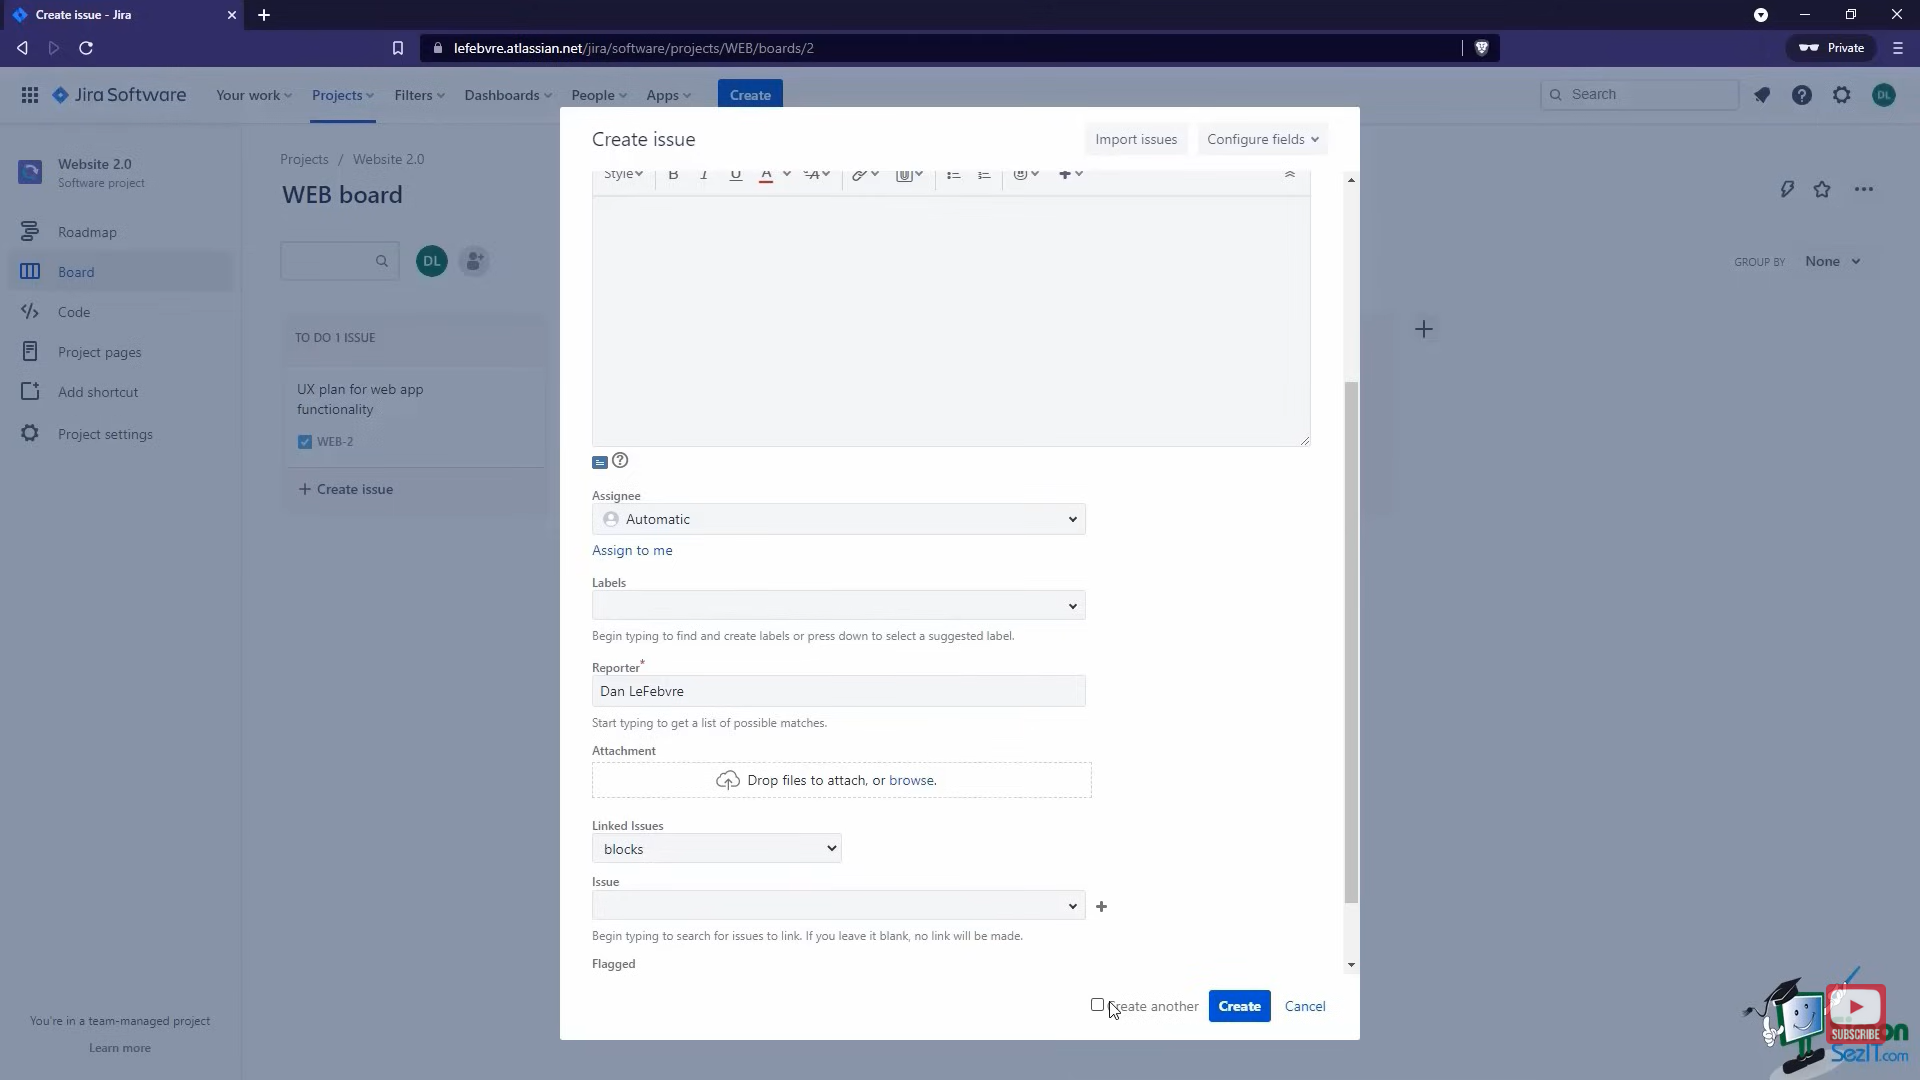 Create issue - Jira
lefebvre.atlassian.net/jira/software/projects/WEB/boards/2
Private
Jira Software
Your work
Projects
Filters
Dashboards
People
Apps
Create
Search
DL
Create issue
Import issues
Configure fields
Website 2.0
Software project
Projects / Website 2.0
WEB board
Style
B
I
U
A
Roadmap
Board
Code
Project pages
Add shortcut
Project settings
DL
GROUP BY
None
TO DO 1 ISSUE
UX plan for web app
functionality
WEB-2
+ Create issue
Assignee
Automatic
Assign to me
Labels
Begin typing to find and create labels or press down to select a suggested label.
Reporter*
Dan LeFebvre
Start typing to get a list of possible matches.
Attachment
Drop files to attach, or browse.
Linked Issues
blocks
Issue
Begin typing to search for issues to link. If you leave it blank, no link will be made.
Flagged
Create another
Create
Cancel
You're in a team-managed project
Learn more
SUBSCRIBE
SezIT.com